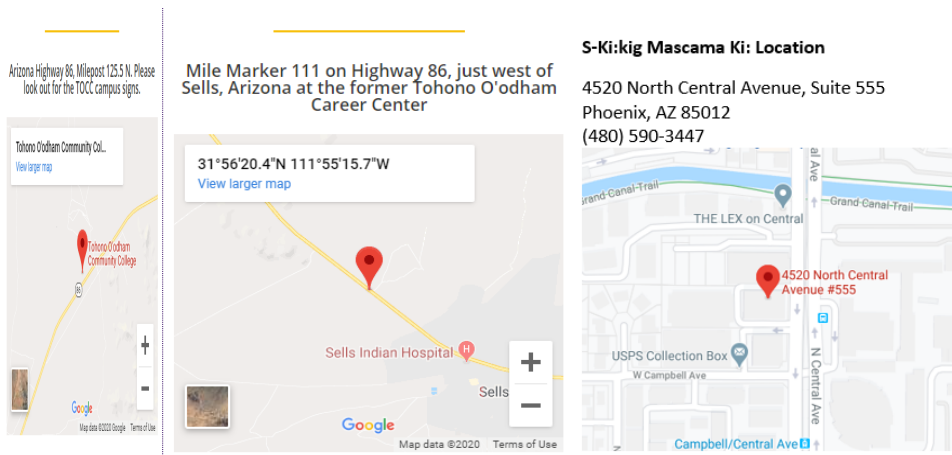 Arizona Highway 86, Milepost 125.5 N. Please
look out for the TOCC campus signs.
Tohono O'odham Community Col...
View larger map
Tohono O'odham
Community College
86
+
−
Google
Map data ©2020 Google Terms of Use
Mile Marker 111 on Highway 86, just west of
Sells, Arizona at the former Tohono O'odham
Career Center
31°56'20.4"N 111°55'15.7"W
View larger map
Sells Indian Hospital H
Sells
+
−
Google
Map data ©2020 Terms of Use
S-Ki:kig Mascama Ki: Location
4520 North Central Avenue, Suite 555
Phoenix, AZ 85012
(480) 590-3447
al Ave
rand Canal-Trail
Grand Canal-Trail
THE LEX on Central
4520 North Central
Avenue #555
USPS Collection Box
W Campbell Ave
N Central Ave
Campbell/Central Ave